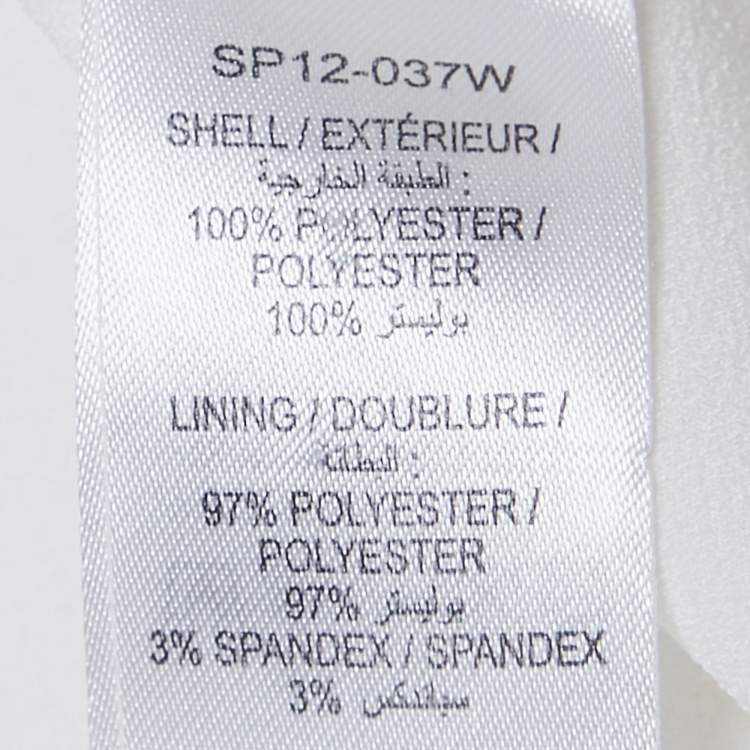 SP12-037W
SHELL / EXTÉRIEUR /
الطبقة الخارجية :
100% POLYESTER /
POLYESTER
100% بوليستر
LINING / DOUBLURE /
البطانة :
97% POLYESTER /
POLYESTER
97% بوليستر
3% SPANDEX / SPANDEX
3% سباندكس